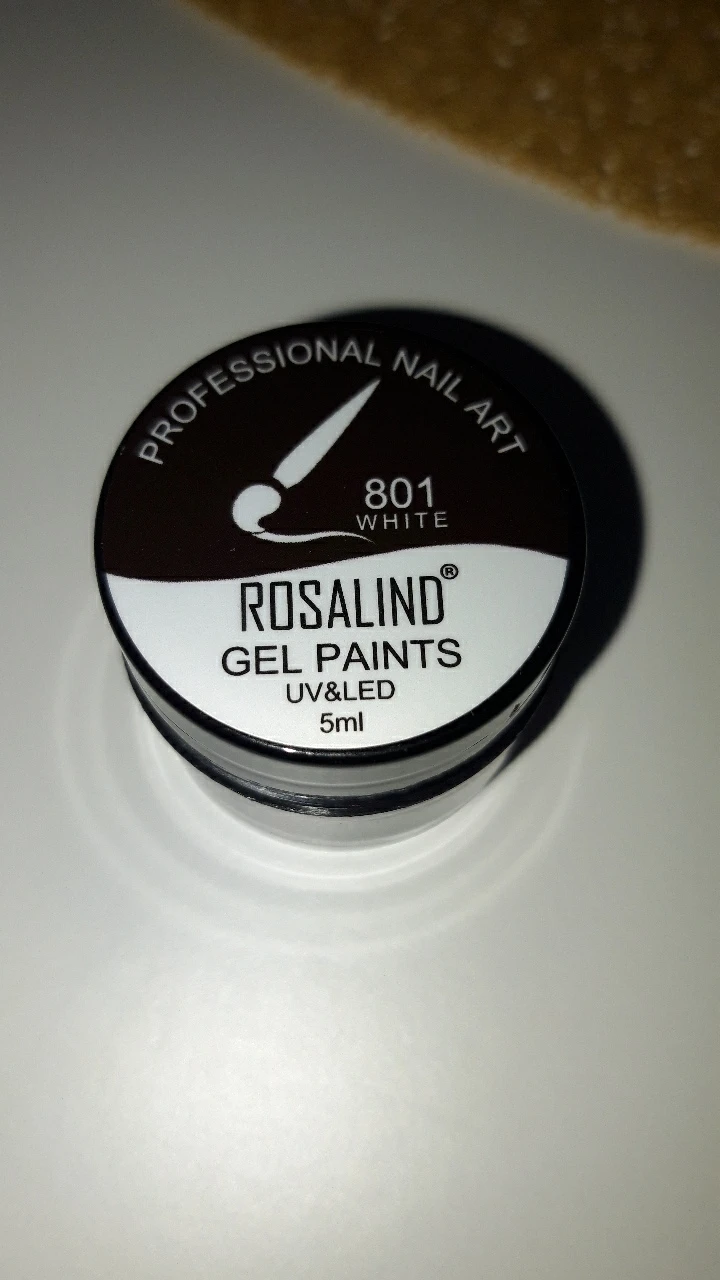 PROFESSIONAL NAIL ART
801
WHITE
ROSALIND®
GEL PAINTS
UV&LED
5ml